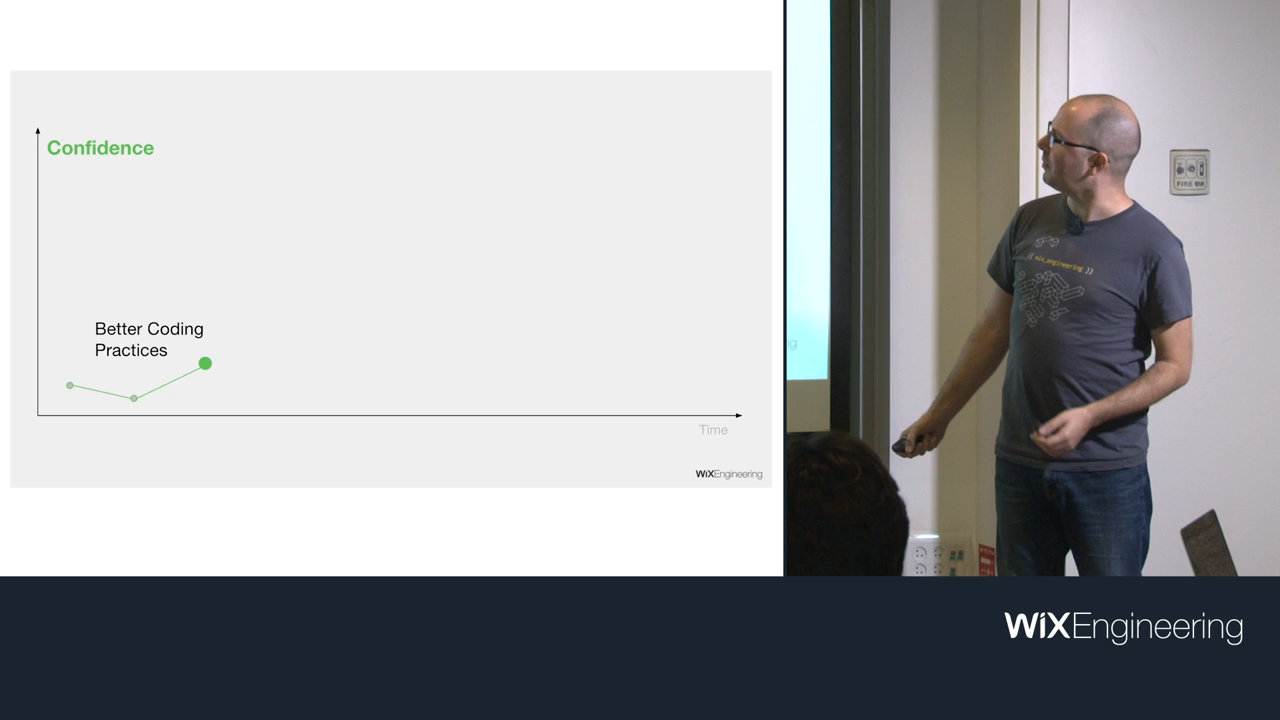 Confidence
Better Coding
Practices
Time
WiXEngineering
{{ wix_engineering }}
FIRE
g
WiXEngineering